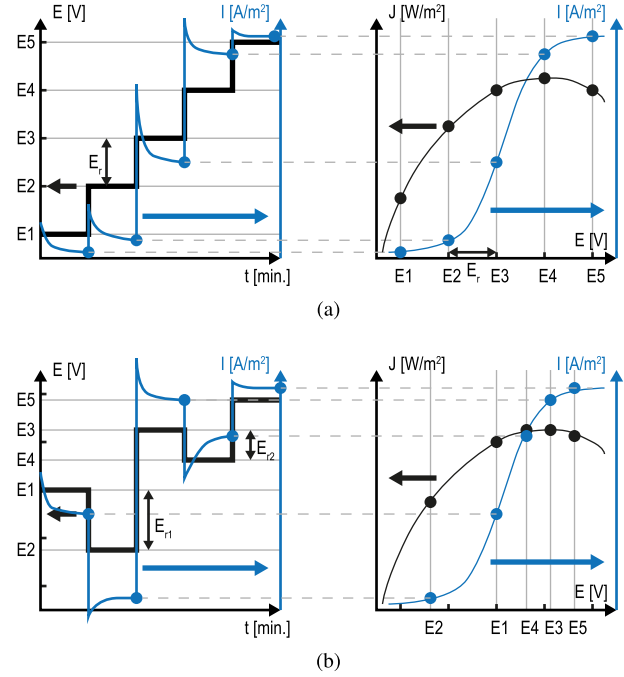 E [V]
I [A/m²]
J [W/m²]
I [A/m²]
E5
E4
E3
Er
E2
E1
t [min.]
E [V]
Er
E1
E2
E3
E4
E5
(a)
E [V]
I [A/m²]
J [W/m²]
I [A/m²]
E5
E3
E4
Er2
E1
Er1
E2
t [min.]
E [V]
E2
E1
E4
E3
E5
(b)